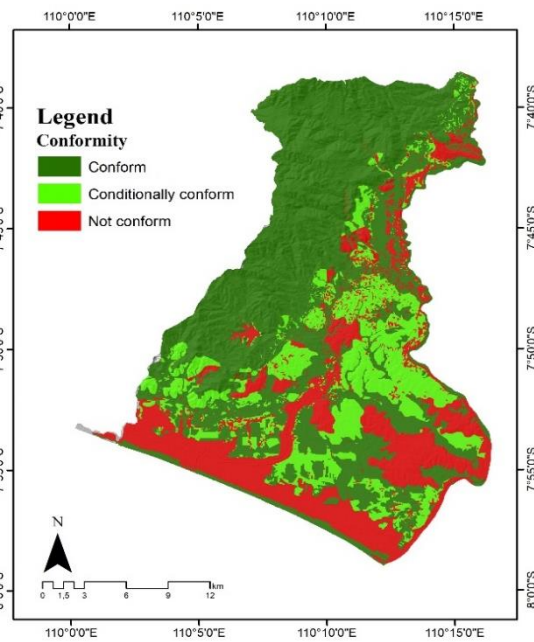 110°0'0"E 110°5'0"E 110°10'0"E 110°15'0"E
Legend
Conformity
Conform
Conditionally conform
Not conform
7°40'0"S
7°45'0"S
7°50'0"S
7°55'0"S
8°0'0"S
N
0 1,5 3 6 9 12 km
110°0'0"E 110°5'0"E 110°10'0"E 110°15'0"E